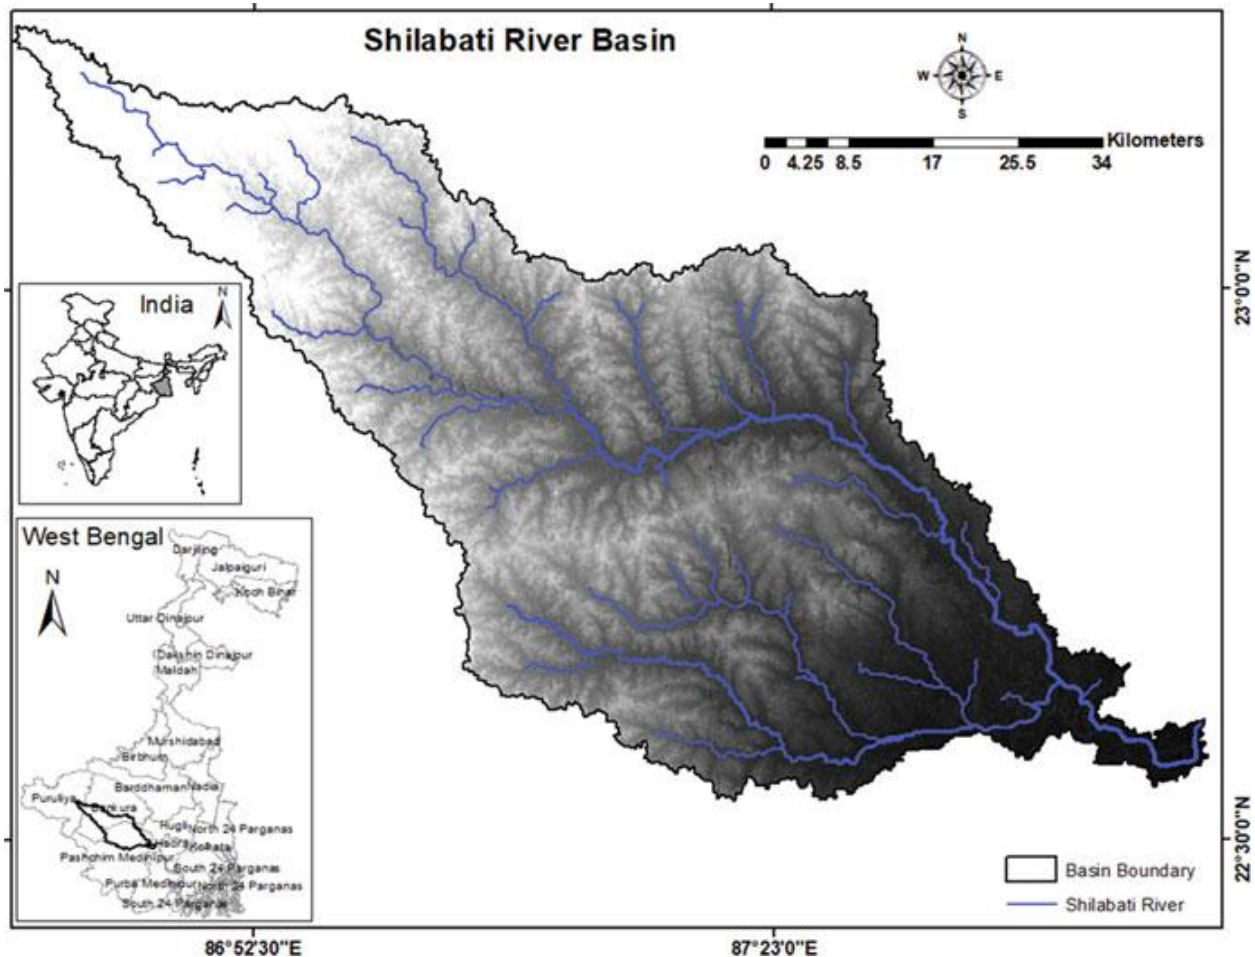 Shilabati River Basin
N
W E
S
Kilometers
0 4.25 8.5 17 25.5 34
India
N
23°0'0"N
West Bengal
N
Darjiling
Jalpaiguri
Koch Bihar
Uttar Dinajpur
Dakshin Dinajpur
Maldah
Murshidabad
Birbhum
Barddhaman Nadia
Puruliya
Bankura
Hugli North 24 Parganas
Haora Kolkata
Pashchim Medinipur
South 24 Parganas
Purba Medinipur North 24 Parganas
South 24 Parganas
22°30'0"N
Basin Boundary
Shilabati River
86°52'30"E 87°23'0"E